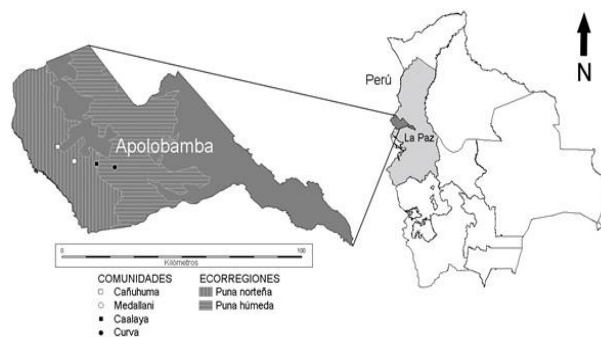 Perú
N
Apolobamba
La Paz
0 100
Kilómetros
COMUNIDADES
Cañuhuma
Medallani
Caalaya
Curva
ECORREGIONES
Puna norteña
Puna húmeda